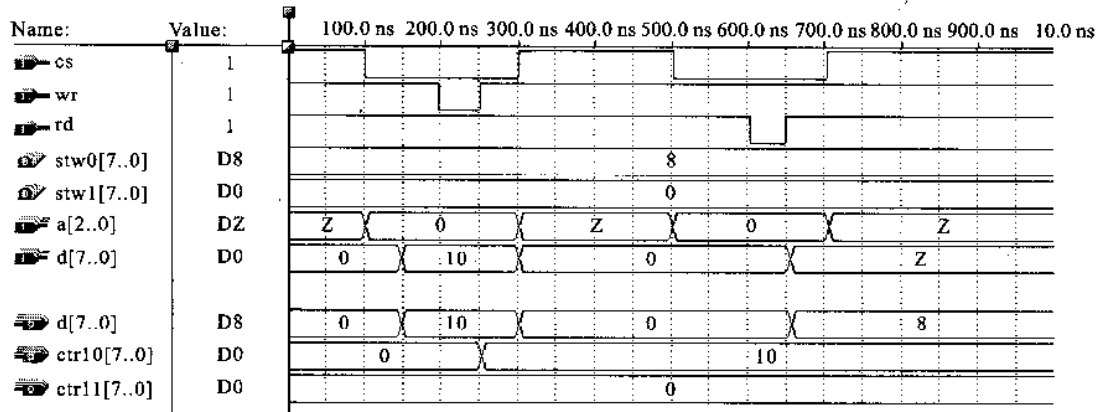 Name: Value: 100.0 ns 200.0 ns 300.0 ns 400.0 ns 500.0 ns 600.0 ns 700.0 ns 800.0 ns 900.0 ns 10.0 ns
cs 1
wr 1
rd 1
stw0[7..0] D8 8
stw1[7..0] D0 0
a[2..0] DZ Z 0 Z 0 Z
d[7..0] D0 0 10 0 Z
d[7..0] D8 0 10 0 8
ctr10[7..0] D0 0 10
ctr11[7..0] D0 0